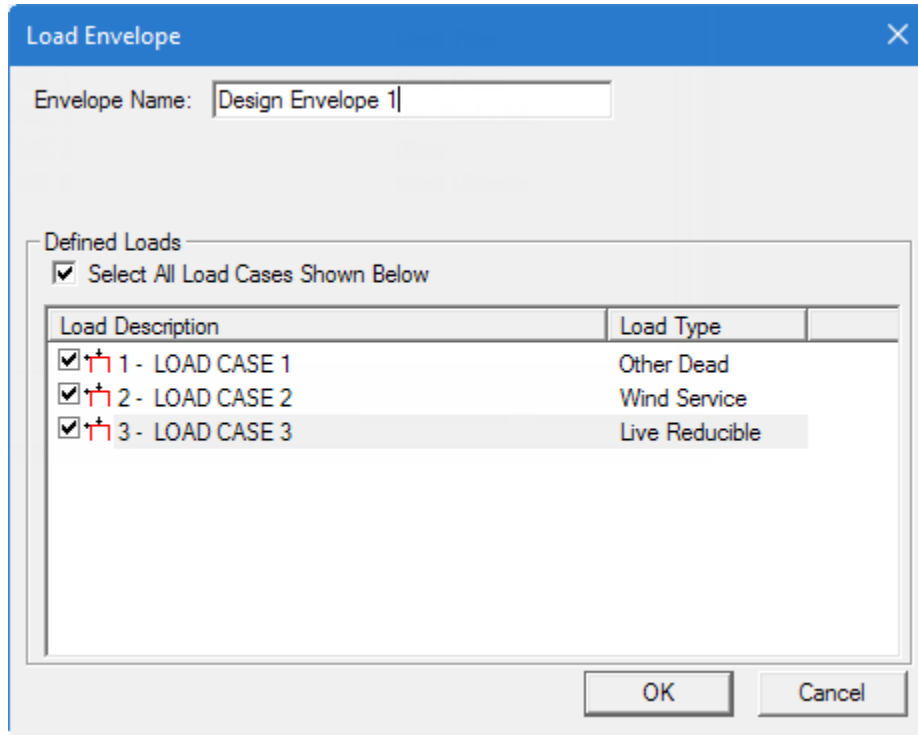 Load Envelope
Envelope Name: Design Envelope 1
Defined Loads
Select All Load Cases Shown Below
Load Description Load Type
1 - LOAD CASE 1 Other Dead
2 - LOAD CASE 2 Wind Service
3 - LOAD CASE 3 Live Reducible
OK Cancel